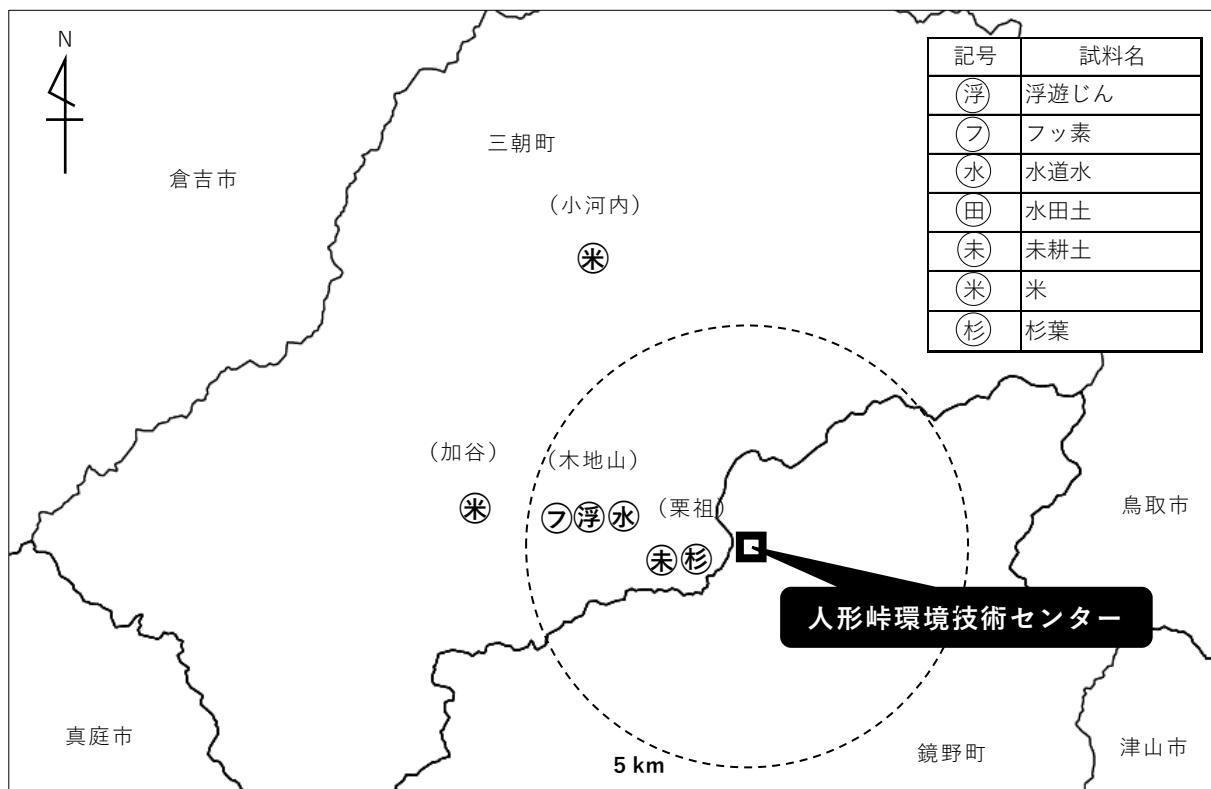 N
記号 試料名
浮 浮遊じん
フ フッ素
水 水道水
田 水田土
未 未耕土
米 米
杉 杉葉
三朝町
倉吉市
(小河内)
米
(加谷)
(木地山)
米
フ 浮 水
(栗祖)
未 杉
鳥取市
人形峠環境技術センター
真庭市
鏡野町
津山市
5 km